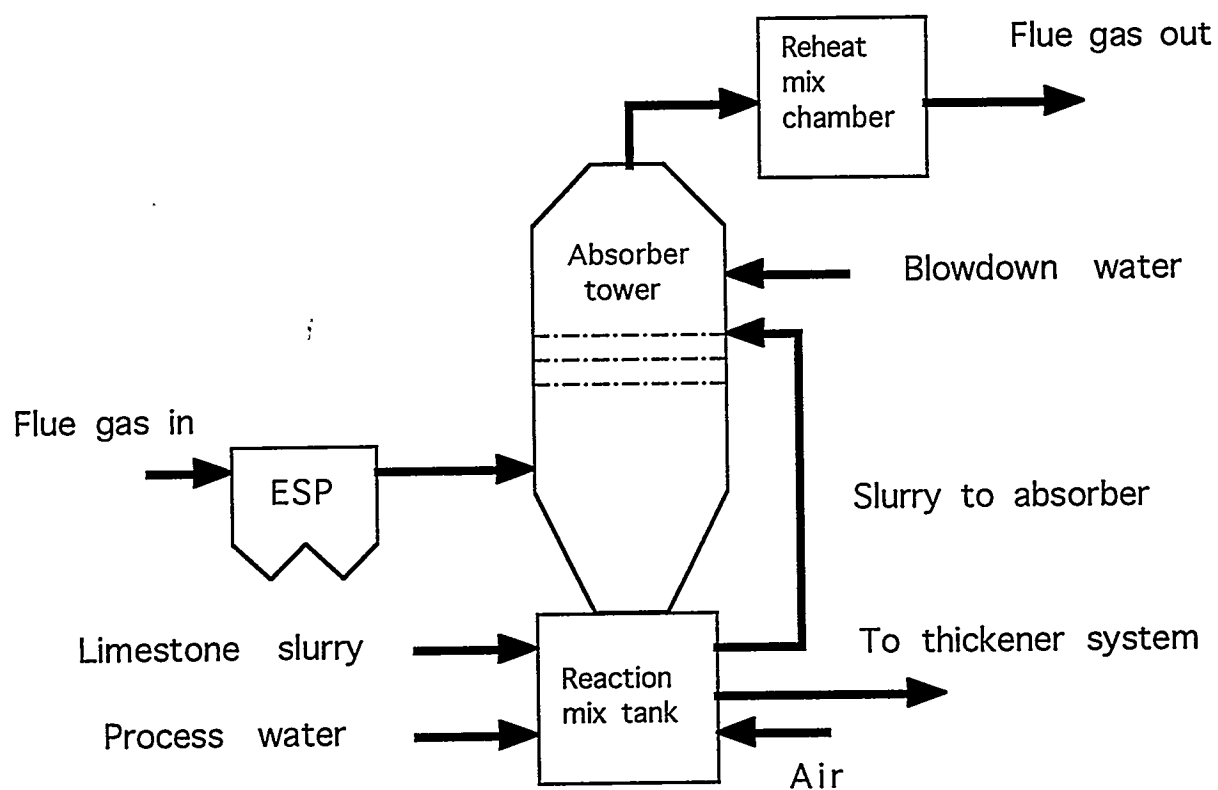 Reheat
mix
chamber
Flue gas out
Absorber
tower
Blowdown water
Flue gas in
ESP
Slurry to absorber
Limestone slurry
To thickener system
Reaction
mix tank
Process water
Air